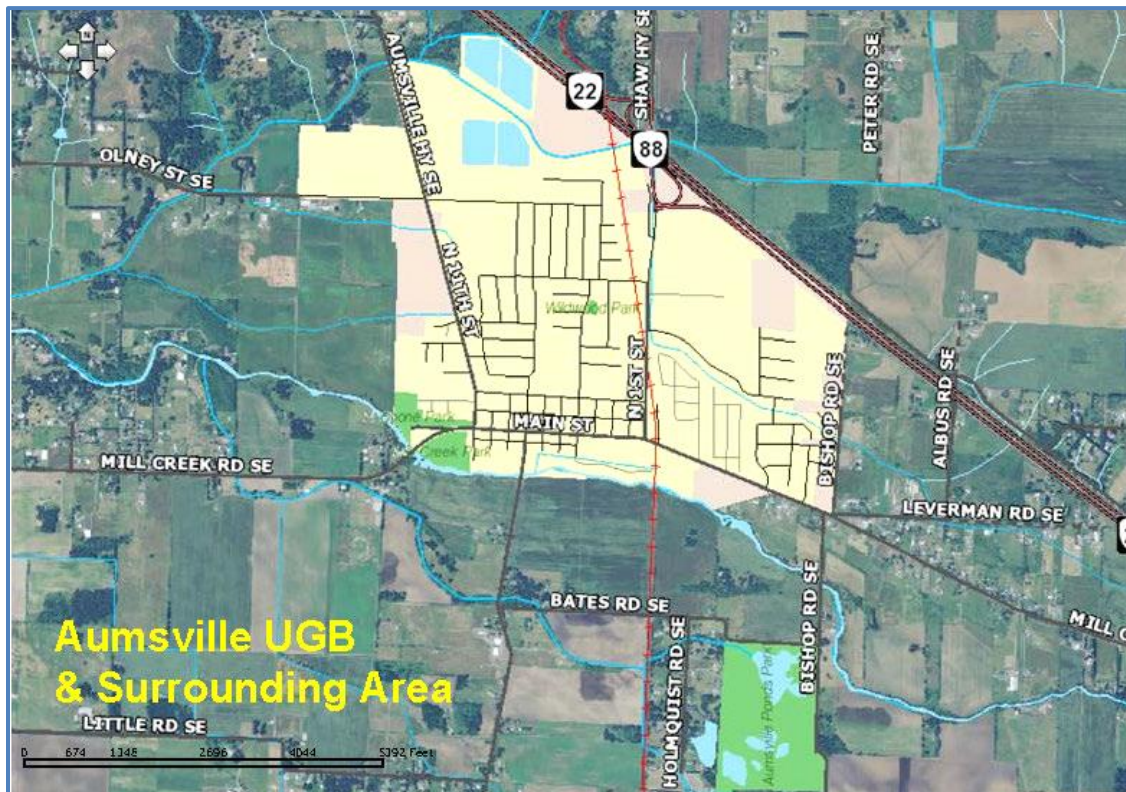 N
AUMSVILLE HY SE
SHAW HY SE
PETER RD SE
22
88
OLNEY ST SE
N 11TH ST
Wildwood Park
N 1ST ST
BISHOP RD SE
ALBUS RD SE
MAIN ST
Creek Park
MILL CREEK RD SE
LEVERMAN RD SE
BATES RD SE
HOLMQUIST RD SE
BISHOP RD SE
MILL C
Aumsville Ponds Park
Aumsville UGB
& Surrounding Area
LITTLE RD SE
0 674 1348 2696 4044 5392 Feet